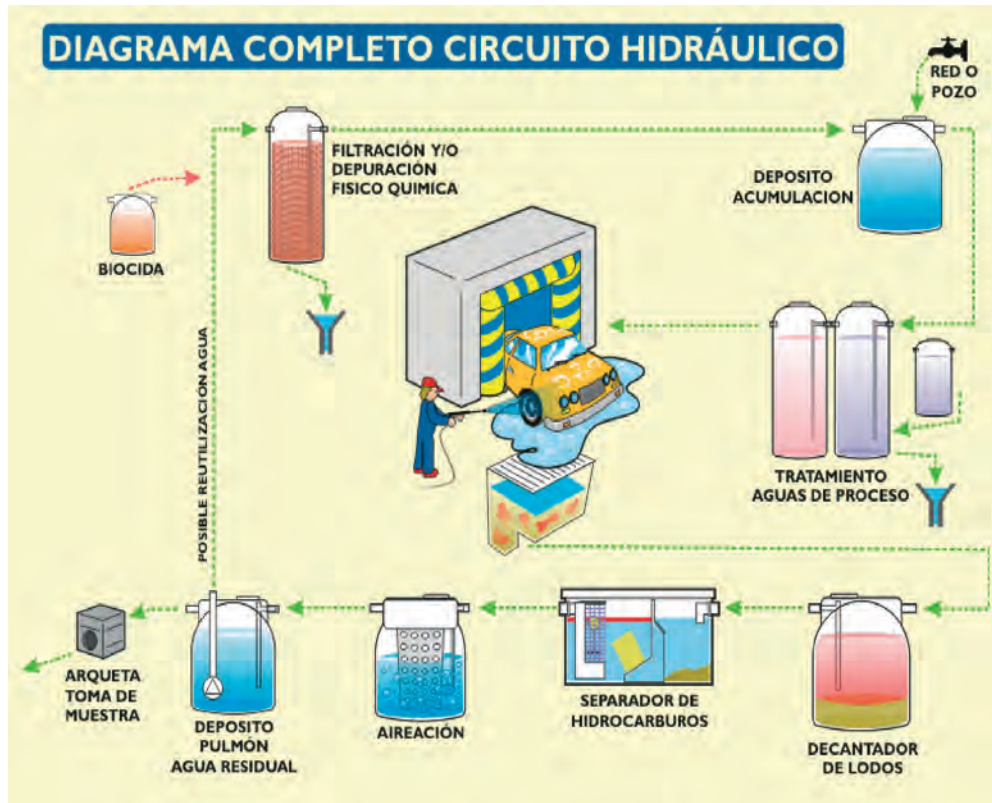 DIAGRAMA COMPLETO CIRCUITO HIDRÁULICO
RED O
POZO
FILTRACIÓN Y/O
DEPURACIÓN
FISICO QUIMICA
DEPOSITO
ACUMULACION
BIOCIDA
POSIBLE REUTILIZACIÓN AGUA
TRATAMIENTO
AGUAS DE PROCESO
ARQUETA
TOMA DE
MUESTRA
DEPOSITO
PULMÓN
AGUA RESIDUAL
AIREACIÓN
SEPARADOR DE
HIDROCARBUROS
DECANTADOR
DE LODOS